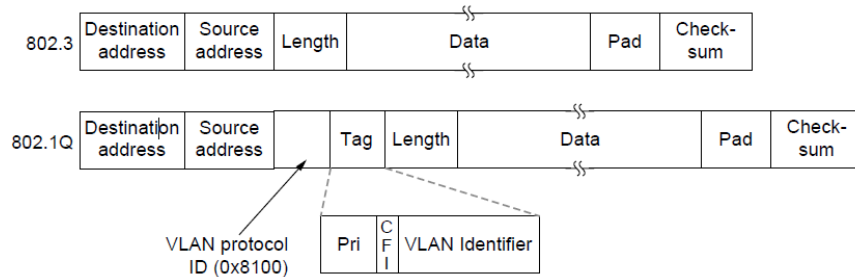 802.3
Destination
address
Source
address
Length
Data
Pad
Check-
sum
802.1Q
Destination
address
Source
address
Tag
Length
Data
Pad
Check-
sum
VLAN protocol
ID (0x8100)
Pri
C
F
I
VLAN Identifier